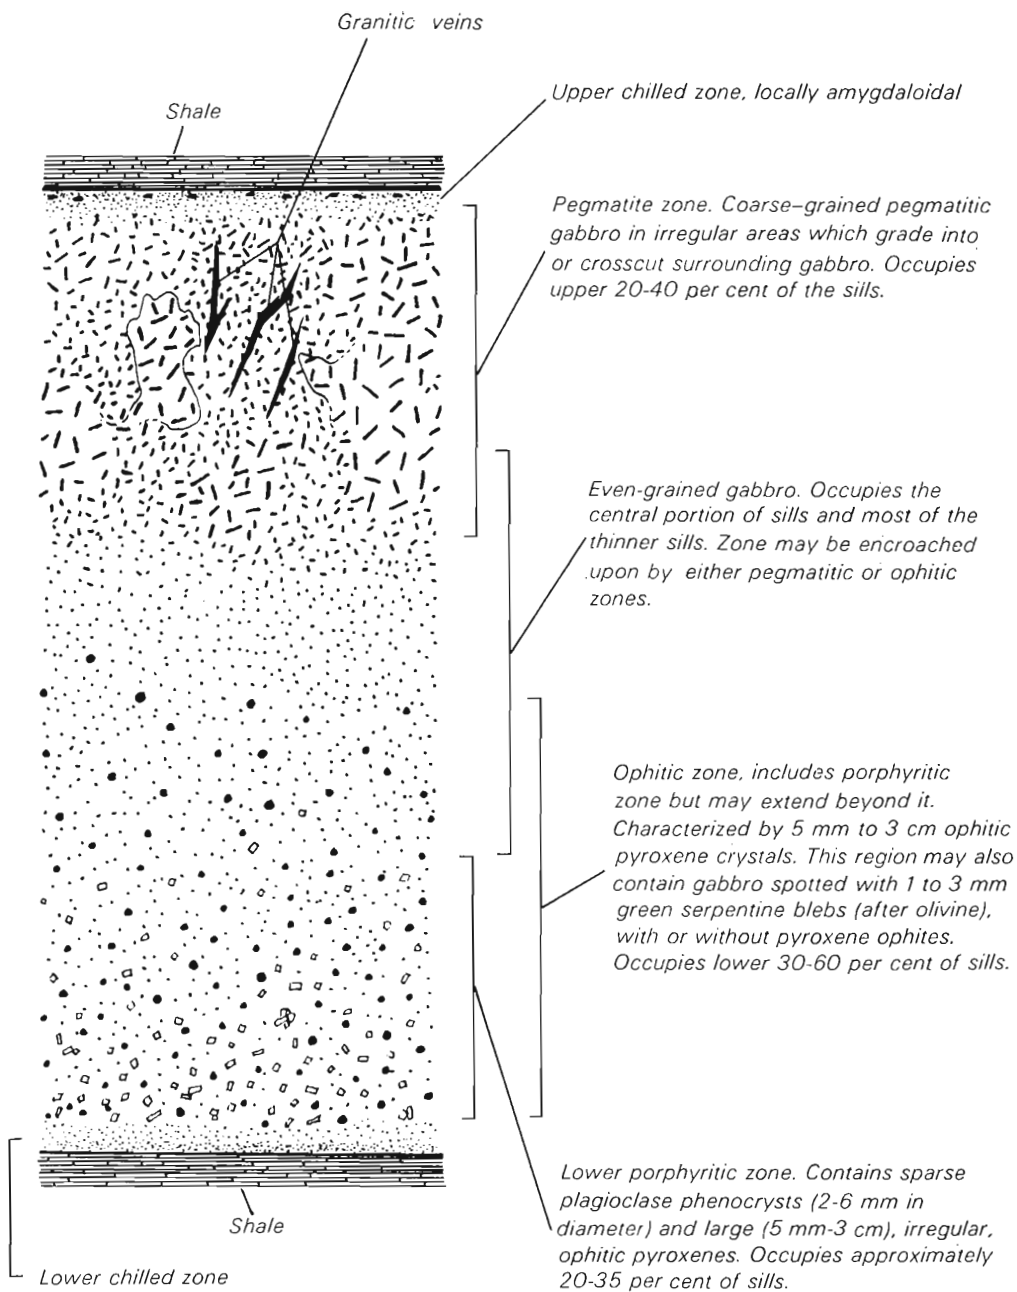 Granitic veins
Upper chilled zone, locally amygdaloidal
Shale
Pegmatite zone. Coarse-grained pegmatitic
gabbro in irregular areas which grade into
or crosscut surrounding gabbro. Occupies
upper 20-40 per cent of the sills.
Even-grained gabbro. Occupies the
central portion of sills and most of the
thinner sills. Zone may be encroached
upon by either pegmatitic or ophitic
zones.
Ophitic zone, includes porphyritic
zone but may extend beyond it.
Characterized by 5 mm to 3 cm ophitic
pyroxene crystals. This region may also
contain gabbro spotted with 1 to 3 mm
green serpentine blebs (after olivine),
with or without pyroxene ophites.
Occupies lower 30-60 per cent of sills.
Lower porphyritic zone. Contains sparse
plagioclase phenocrysts (2-6 mm in
diameter) and large (5 mm-3 cm), irregular,
ophitic pyroxenes. Occupies approximately
20-35 per cent of sills.
Shale
Lower chilled zone